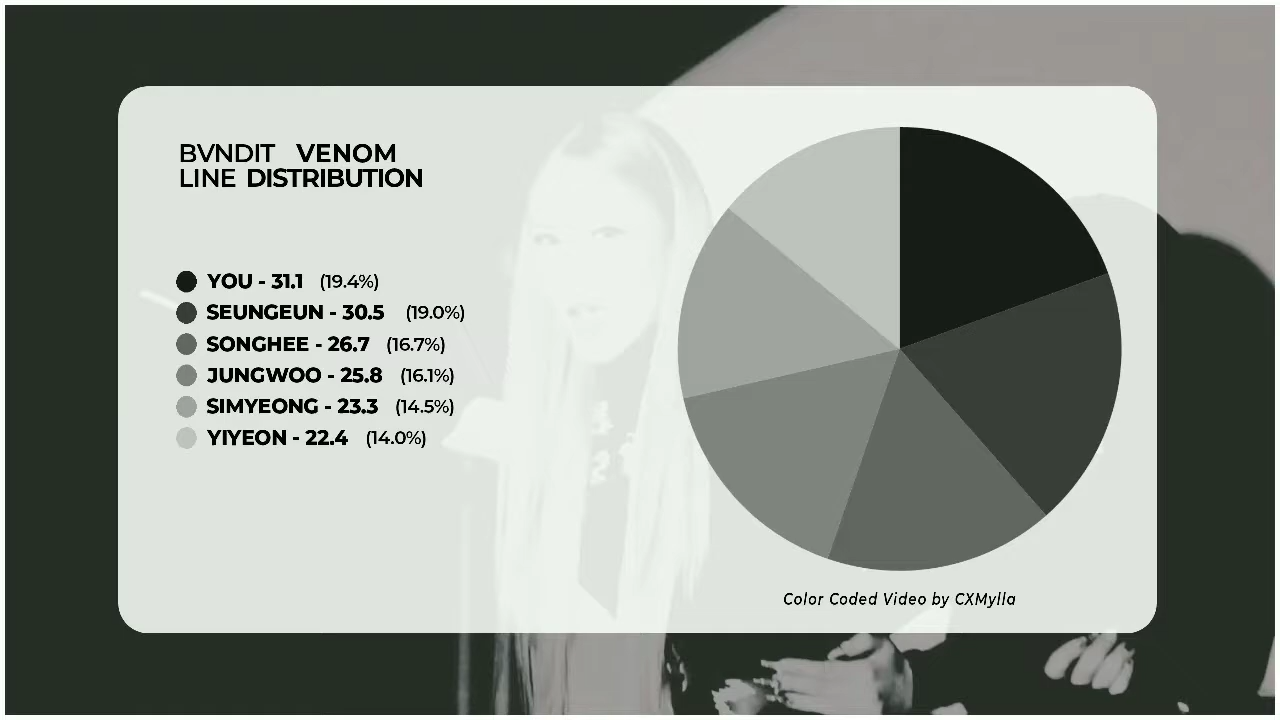 BVNDIT VENOM
LINE DISTRIBUTION
YOU - 31.1 (19.4%)
SEUNGEUN - 30.5 (19.0%)
SONGHEE - 26.7 (16.7%)
JUNGWOO - 25.8 (16.1%)
SIMYEONG - 23.3 (14.5%)
YIYEON - 22.4 (14.0%)
Color Coded Video by CXMylla